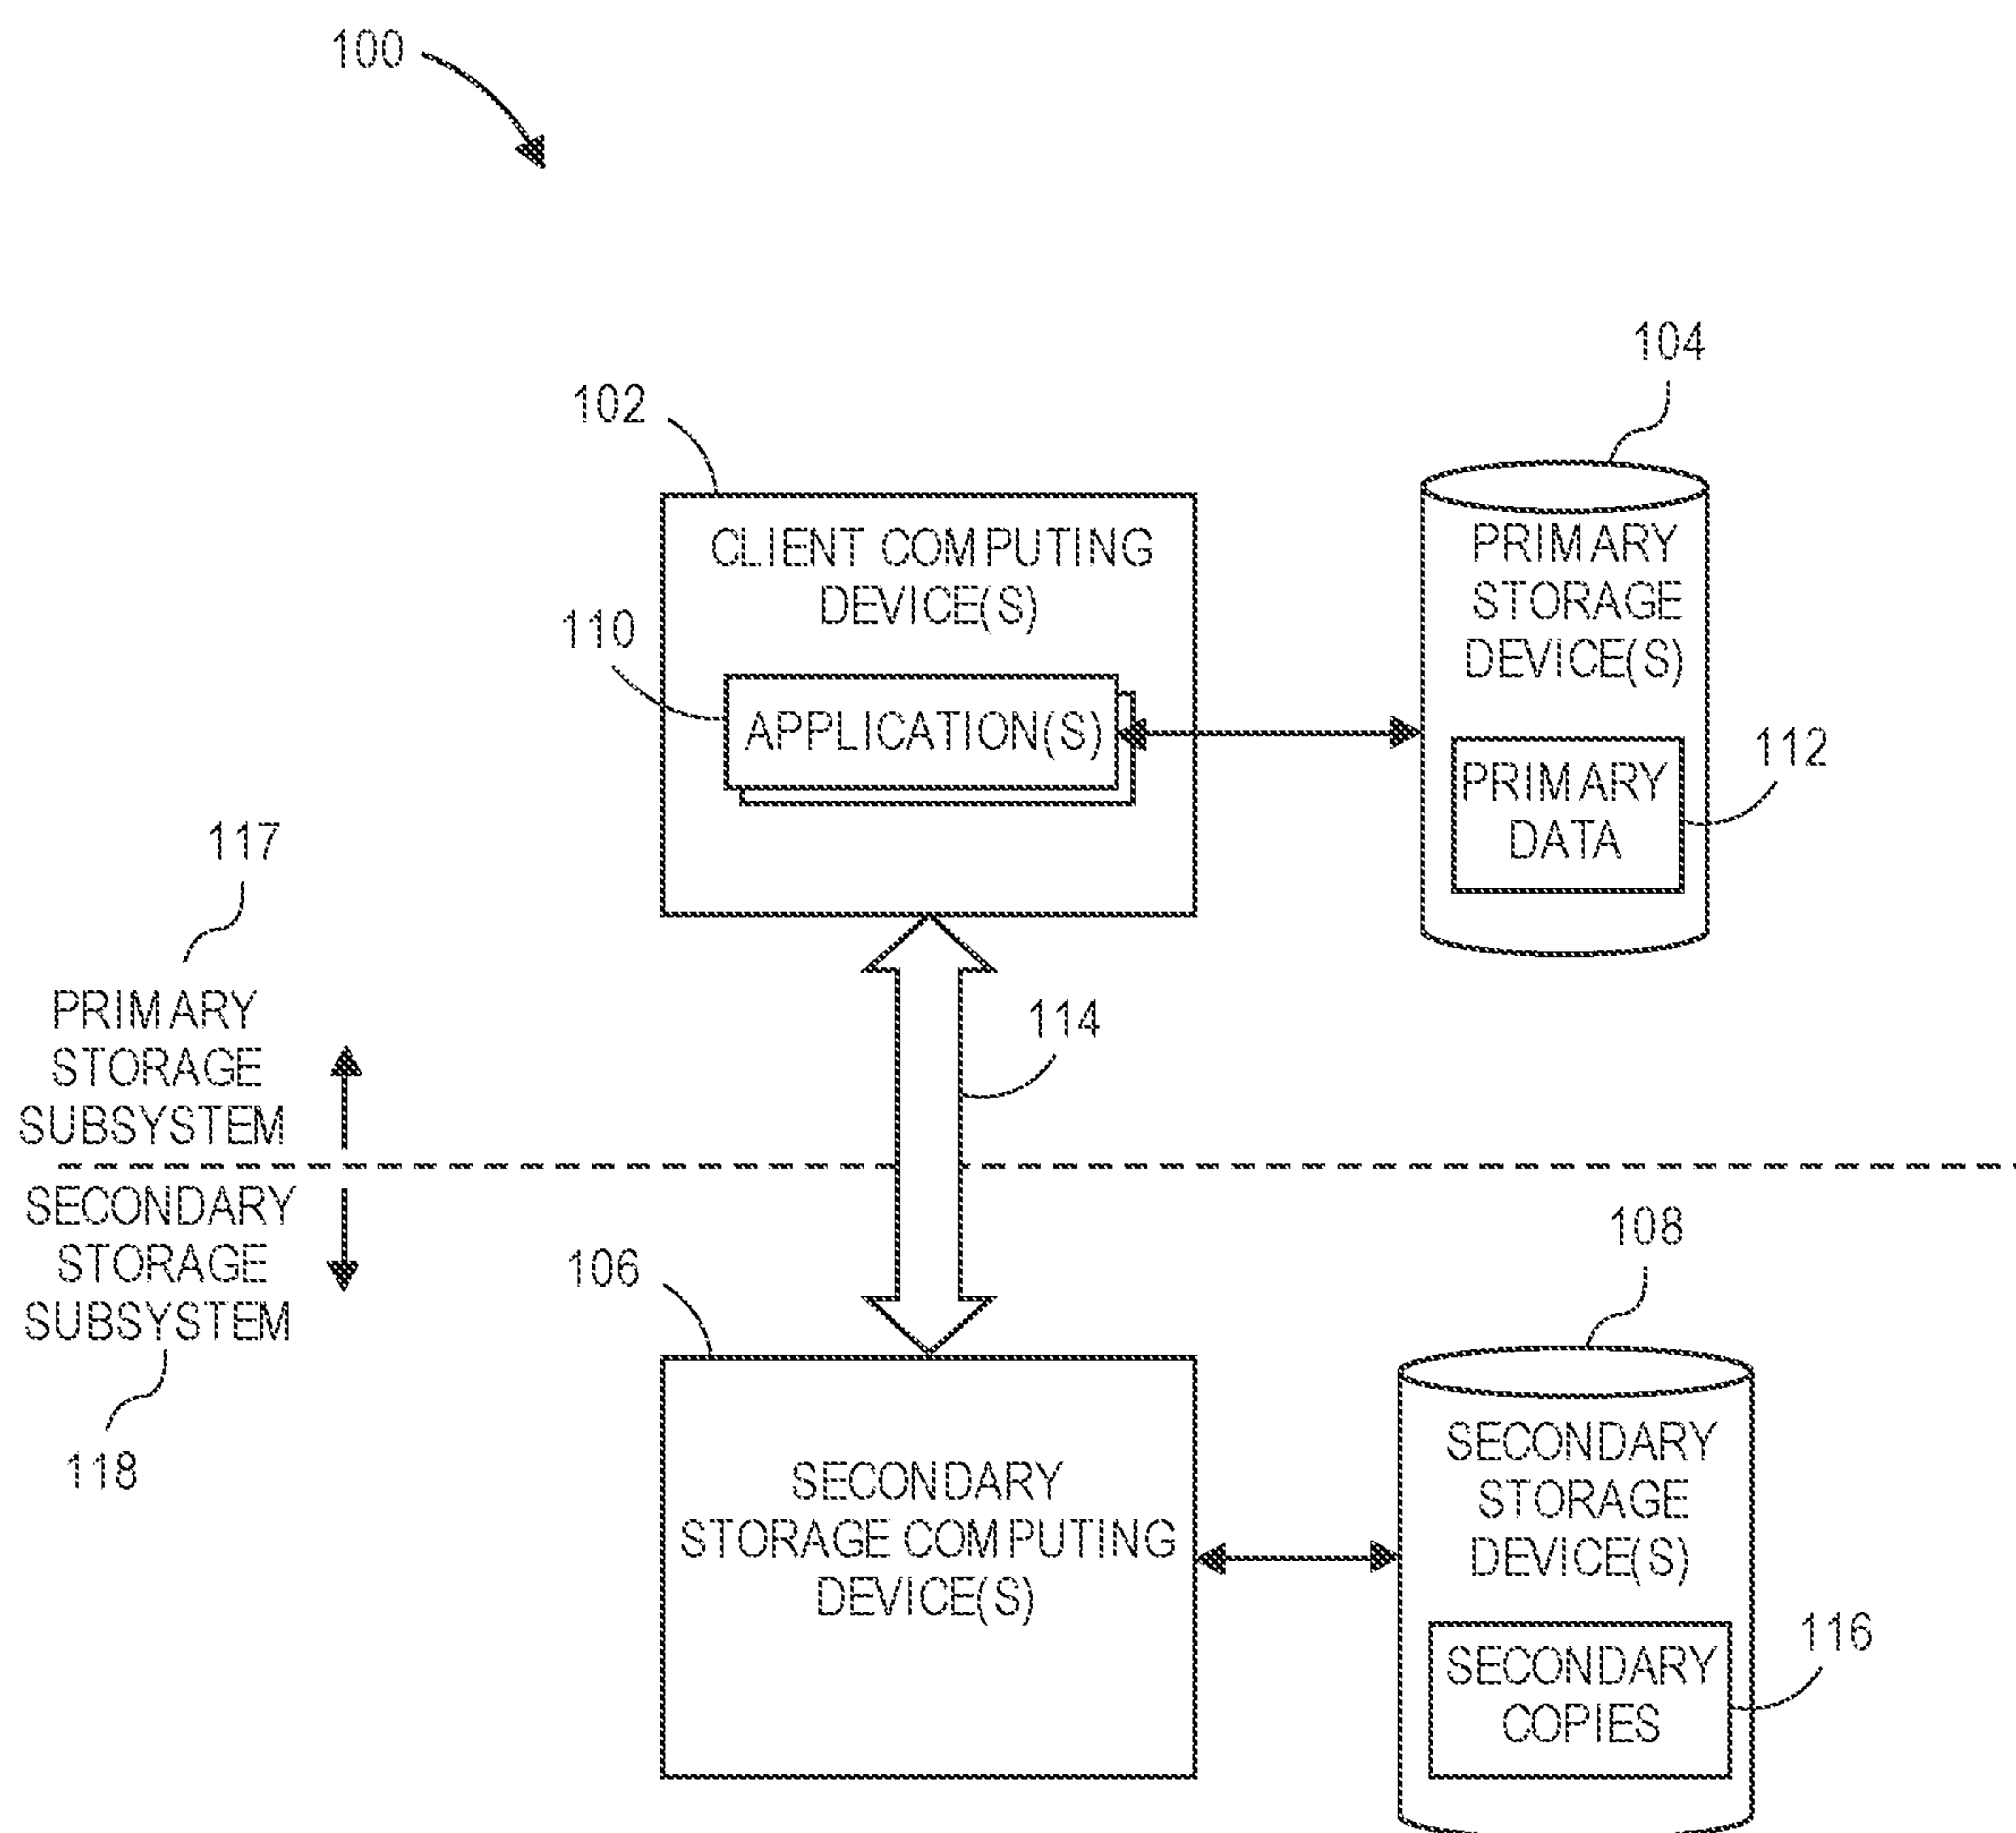 100
104
102
CLIENT COMPUTING
DEVICE(S)
PRIMARY
STORAGE
DEVICE(S)
110
APPLICATION(S)
112
PRIMARY
DATA
117
PRIMARY
STORAGE
SUBSYSTEM
114
SECONDARY
STORAGE
SUBSYSTEM
118
106
108
SECONDARY
STORAGE COMPUTING
DEVICE(S)
SECONDARY
STORAGE
DEVICE(S)
116
SECONDARY
COPIES